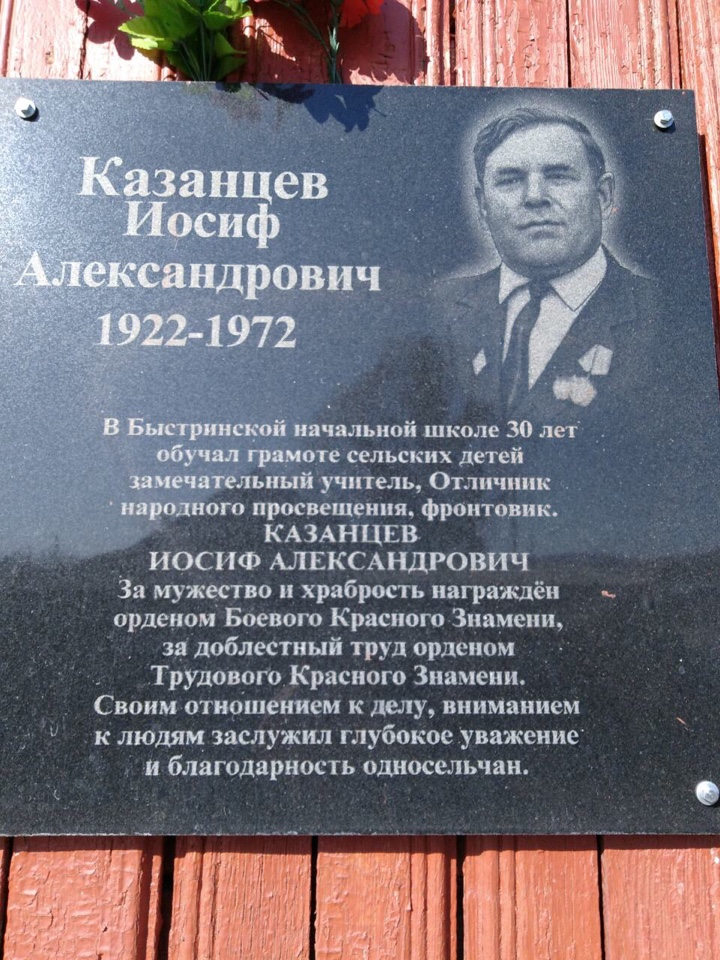 Казанцев
Иосиф
Александрович
1922-1972
В Быстринской начальной школе 30 лет
обучал грамоте сельских детей
замечательный учитель, Отличник
народного просвещения, фронтовик.
КАЗАНЦЕВ
ИОСИФ АЛЕКСАНДРОВИЧ
За мужество и храбрость награждён
орденом Боевого Красного Знамени,
за доблестный труд орденом
Трудового Красного Знамени.
Своим отношением к делу, вниманием
к людям заслужил глубокое уважение
и благодарность односельчан.